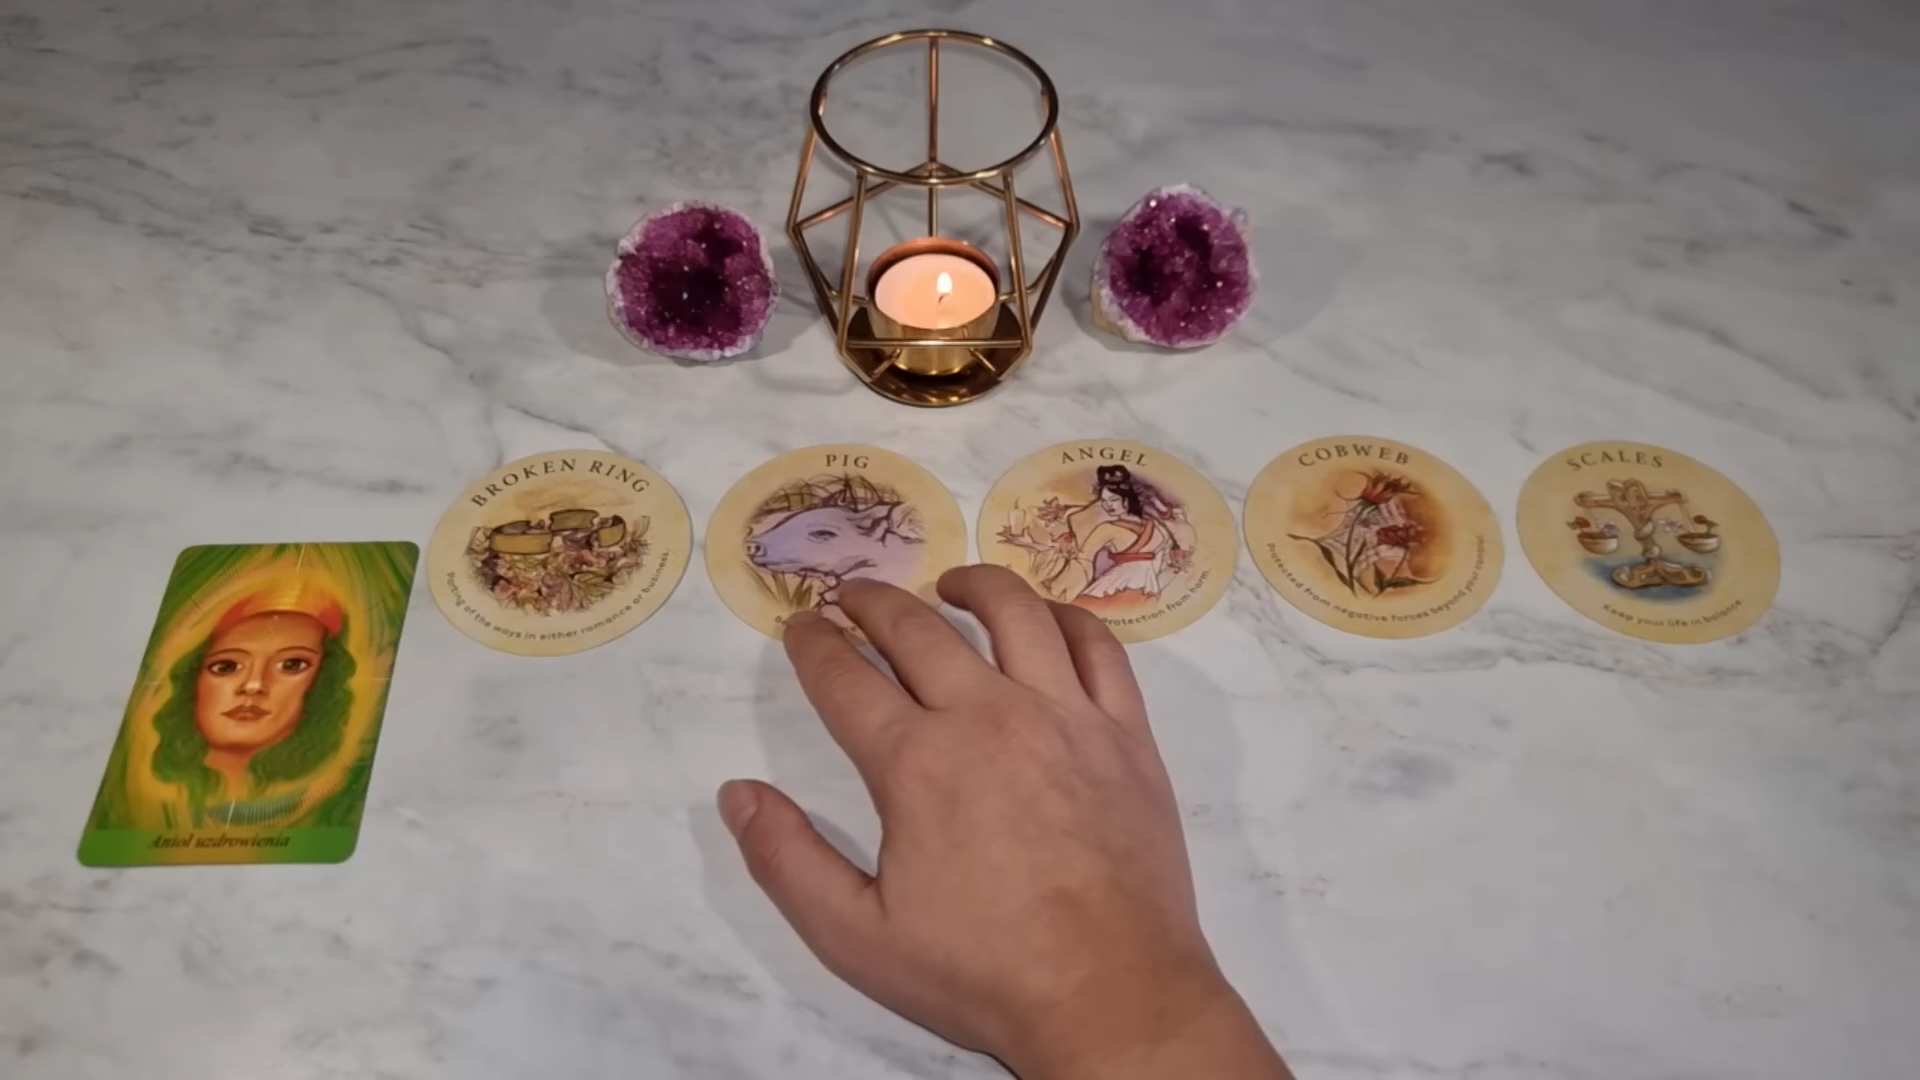 BROKEN RING
Parting of the ways in either romance or business.
PIG
ANGEL
Protection from harm.
COBWEB
Protected from negative forces beyond your control.
SCALES
Keep your life in balance.
Anioł uzdrowienia